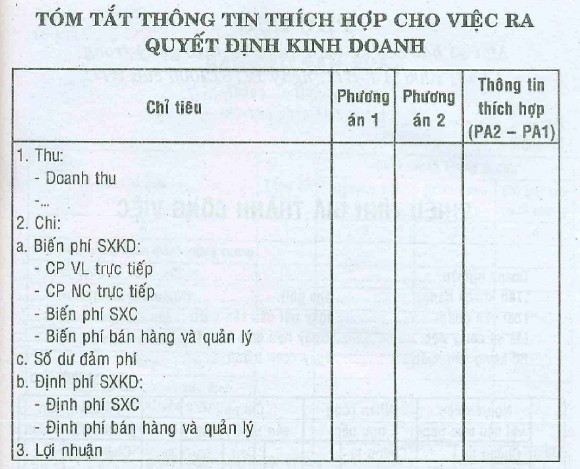 TÓM TẮT THÔNG TIN THÍCH HỢP CHO VIỆC RA
QUYẾT ĐỊNH KINH DOANH
Chỉ tiêu
Phương
án 1
Phương
án 2
Thông tin
thích hợp
(PA2 – PA1)
1. Thu:
- Doanh thu
-...
2. Chi:
a. Biến phí SXKD:
- CP VL trực tiếp
- CP NC trực tiếp
- Biến phí SXC
- Biến phí bán hàng và quản lý
c. Số dư đảm phí
b. Định phí SXKD:
- Định phí SXC
- Định phí bán hàng và quản lý
3. Lợi nhuận